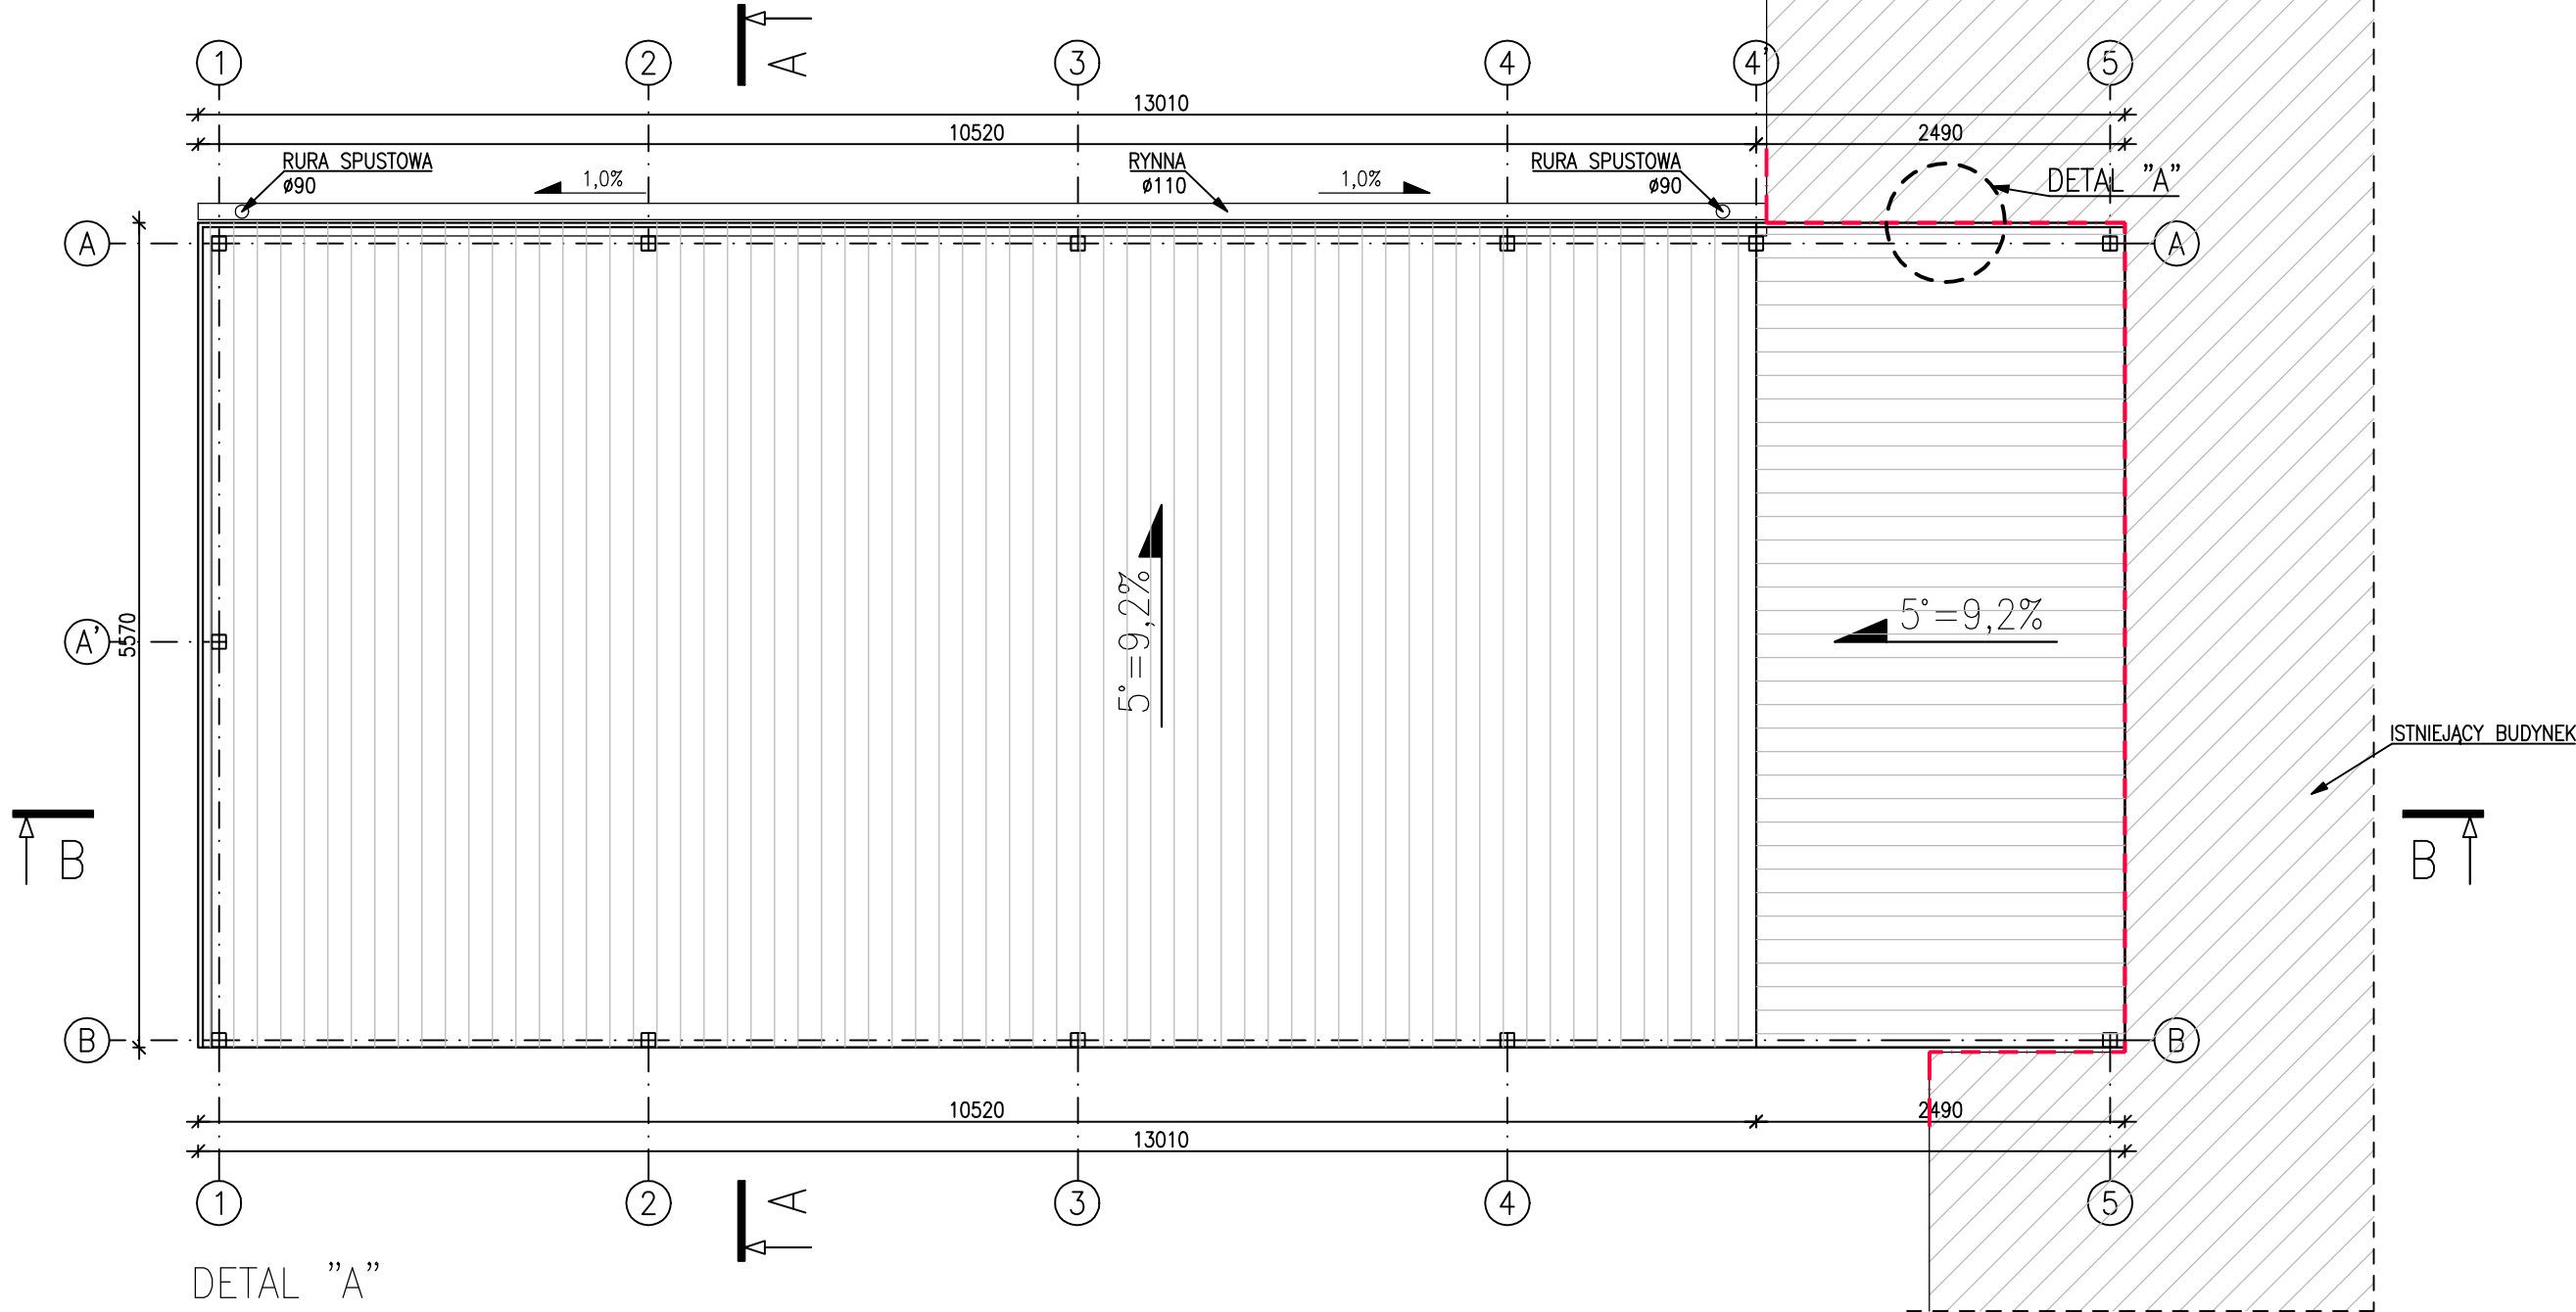 A
1 2 3 4 4' 5
13010
10520 2490
RURA SPUSTOWA
ø90
1,0%
RYNNA
ø110
1,0%
RURA SPUSTOWA
ø90
DETAL "A"
A A
5°=9,2%
5°=9,2%
A'
5570
ISTNIEJĄCY BUDYNEK
B B
B B
10520 2490
13010
1 2 3 4 5
A
DETAL "A"